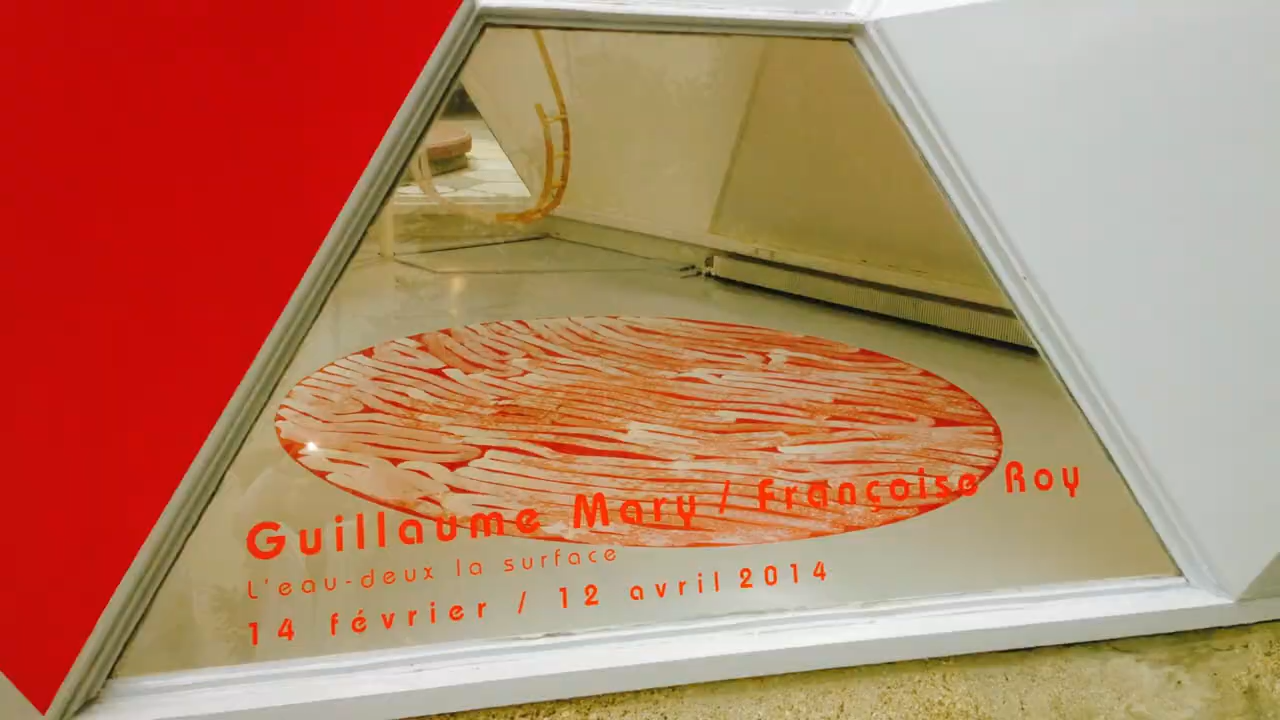 Guillaume Mary / Françoise Roy
L'eau-deux la surface
14 février / 12 avril 2014